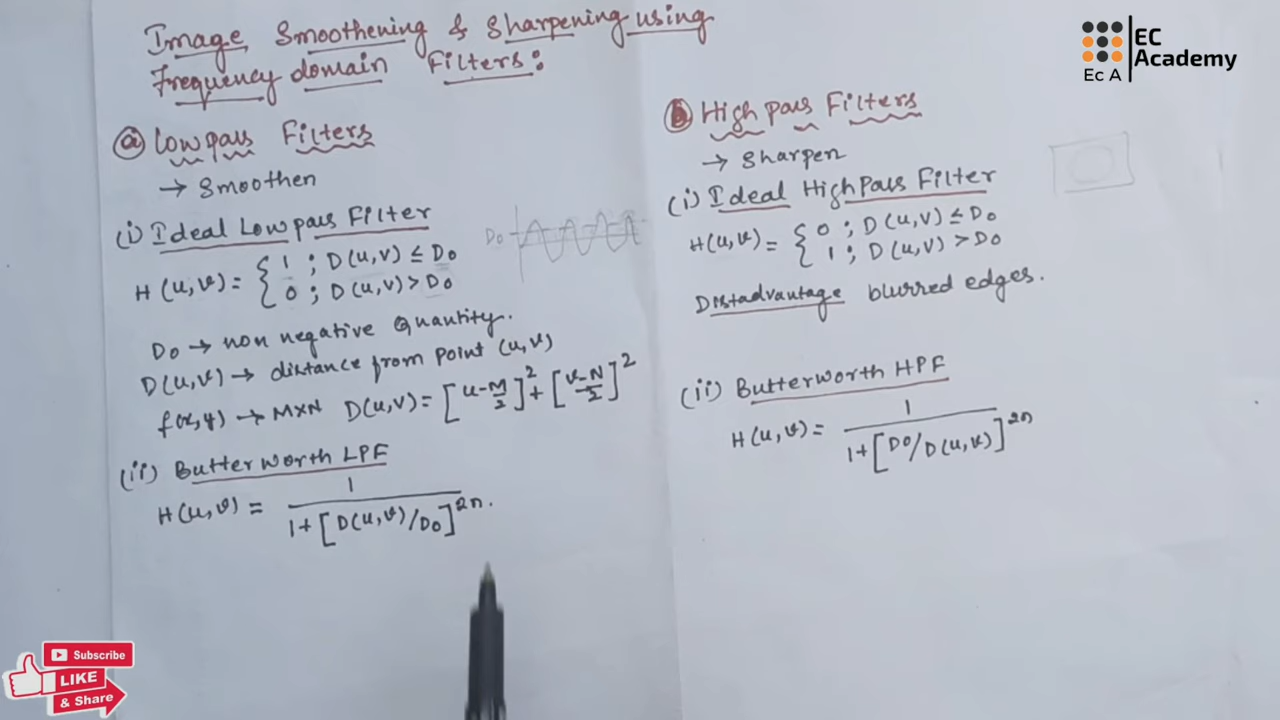 Image Smoothening & Sharpening using
Frequency domain Filters:
EC
Academy
Ec A
ⓐ Lowpass Filters
→ Smoothen
(i) Ideal Lowpass Filter
H(u,v) = { 1 ; D(u,v) ≤ D₀
0 ; D(u,v) > D₀
D₀
D₀ → non negative Quantity.
D(u,v) → distance from point (u,v)
f(x,y) → M×N D(u,v) = [u-M/2]² + [v-N/2]²
(ii) Butterworth LPF
H(u,v) = 1 / 1+[D(u,v)/D₀]²ⁿ.
ⓑ High pass Filters
→ Sharpen
(i) Ideal HighPass Filter
H(u,v) = { 0 ; D(u,v) ≤ D₀
1 ; D(u,v) > D₀
Distadvantage blurred edges.
(ii) Butterworth HPF
H(u,v) = 1 / 1+[D₀/D(u,v)]²ⁿ
Subscribe
LIKE
& Share